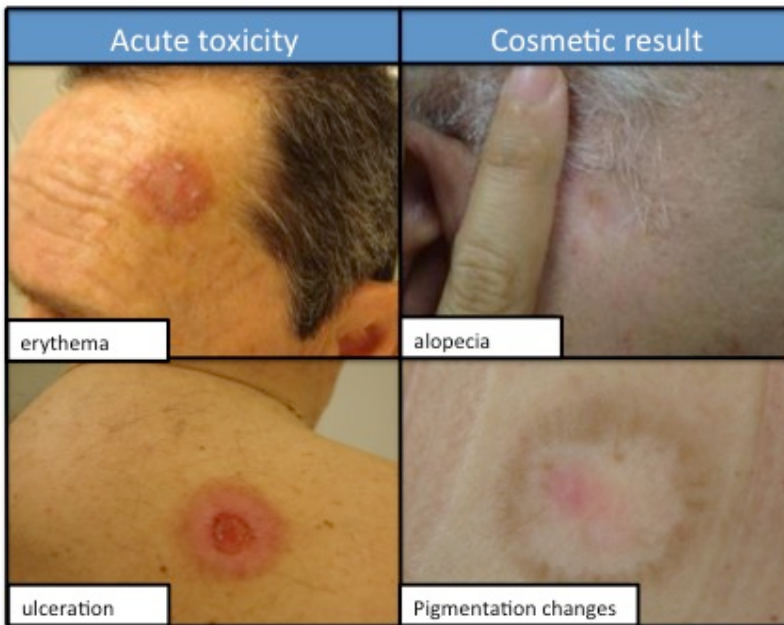 Acute toxicity
Cosmetic result
erythema
alopecia
ulceration
Pigmentation changes